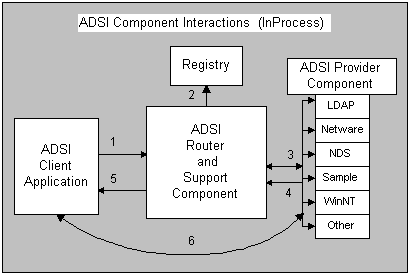 ADSI Component Interactions (InProcess)
Registry
ADSI Provider
Component
2
LDAP
Netware
NDS
Sample
WinNT
Other
ADSI
Client
Application
1
5
ADSI
Router
and
Support
Component
3
4
6